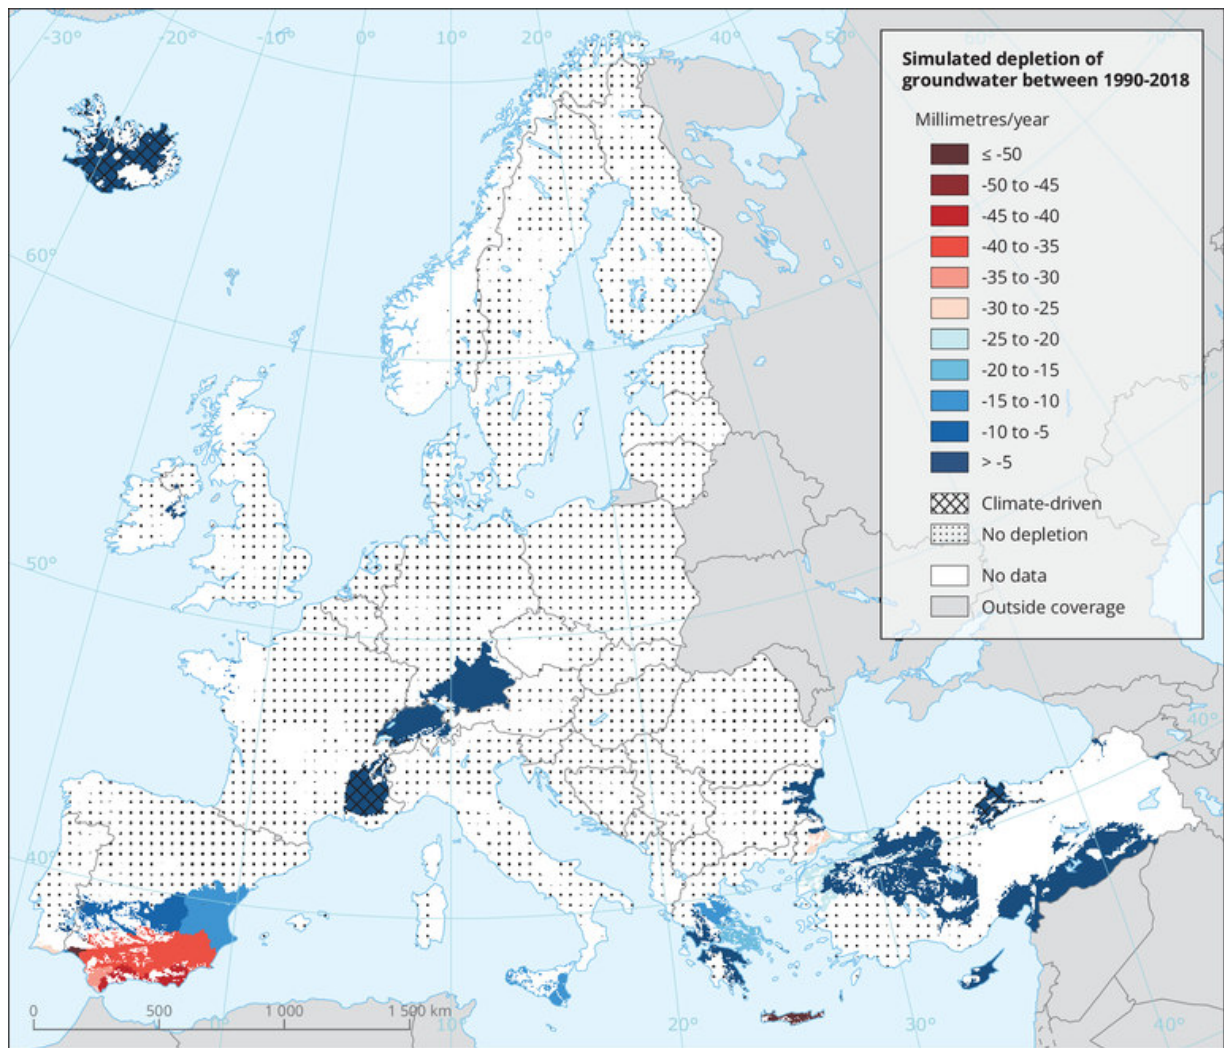 -30° -20° -10° 0° 10° 20° 30° 40° 50° 60° 70°
Simulated depletion of
groundwater between 1990-2018
Millimetres/year
≤ -50
-50 to -45
-45 to -40
-40 to -35
-35 to -30
-30 to -25
-25 to -20
-20 to -15
-15 to -10
-10 to -5
> -5
Climate-driven
No depletion
No data
Outside coverage
60°
50°
50°
40°
40°
0 500 1 000 1 500 km
10° 20° 30° 40°